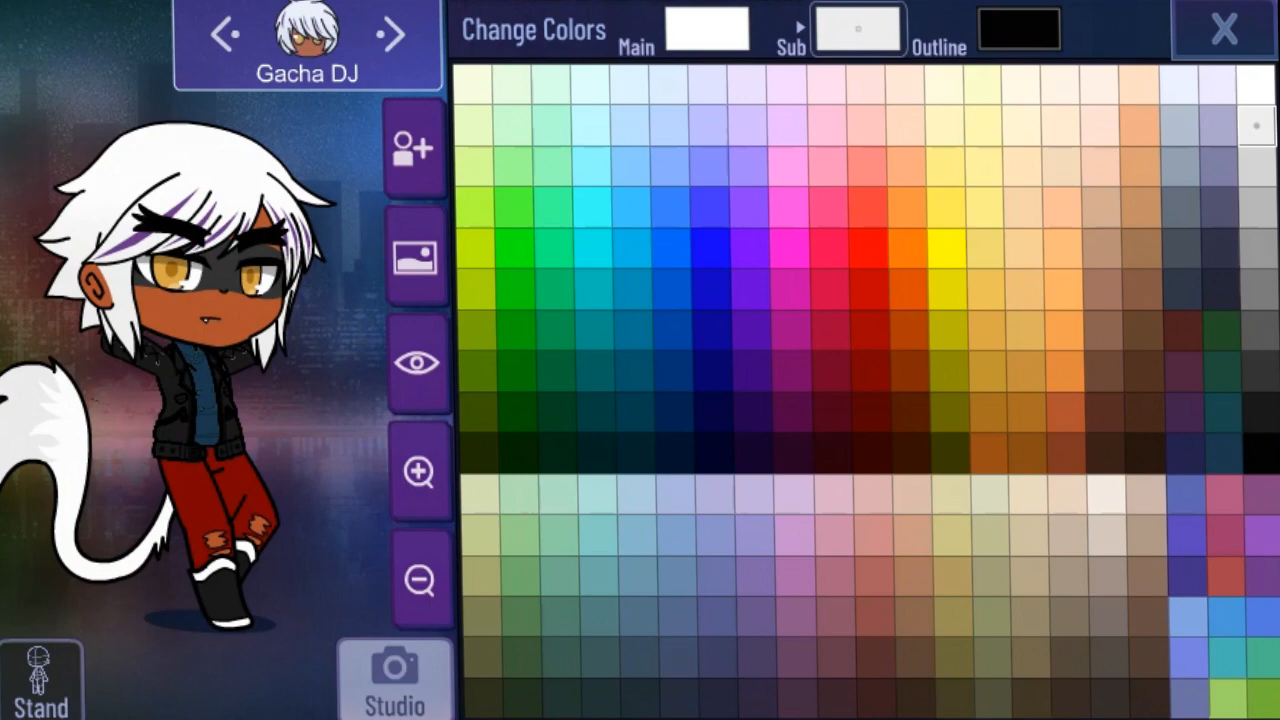 Gacha DJ
Change Colors
Main
Sub
Outline
X
Stand
Studio